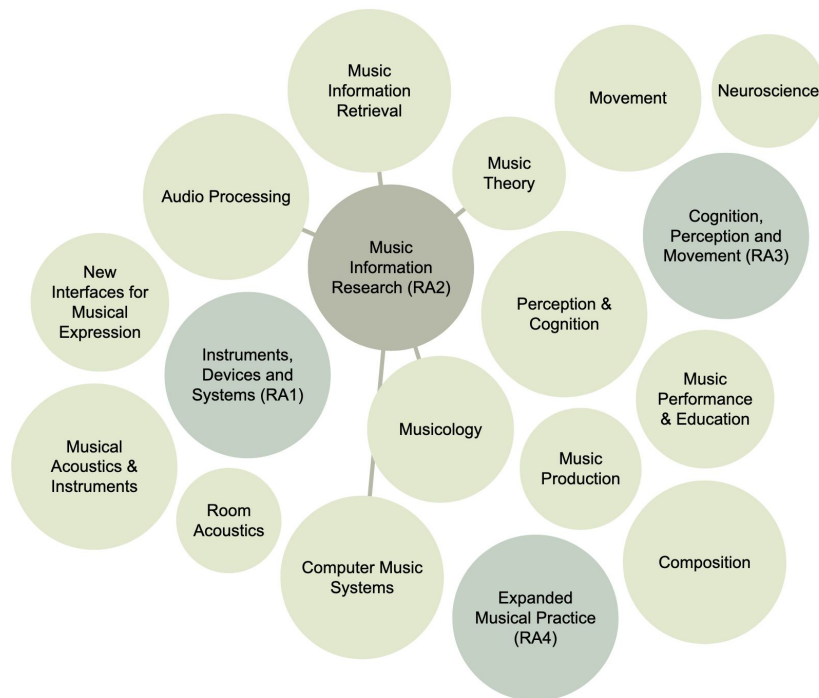 Music
Information
Retrieval
Movement
Neuroscience
Music
Theory
Audio Processing
Cognition,
Perception and
Movement (RA3)
Music
Information
Research (RA2)
New
Interfaces for
Musical
Expression
Perception &
Cognition
Instruments,
Devices and
Systems (RA1)
Music
Performance
& Education
Musicology
Musical
Acoustics &
Instruments
Music
Production
Room
Acoustics
Computer Music
Systems
Composition
Expanded
Musical Practice
(RA4)